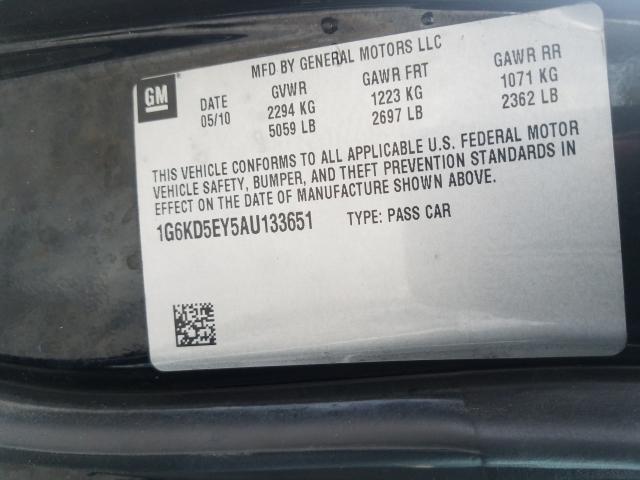 MFD BY GENERAL MOTORS LLC
GM
DATE GVWR GAWR FRT GAWR RR
05/10 2294 KG 1223 KG 1071 KG
5059 LB 2697 LB 2362 LB
THIS VEHICLE CONFORMS TO ALL APPLICABLE U.S. FEDERAL MOTOR
VEHICLE SAFETY, BUMPER, AND THEFT PREVENTION STANDARDS IN
EFFECT ON THE DATE OF MANUFACTURE SHOWN ABOVE.
1G6KD5EY5AU133651 TYPE: PASS CAR